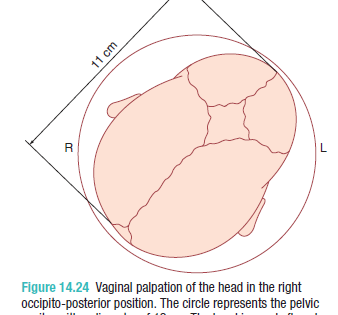 11 cm
R
L
Figure 14.24 Vaginal palpation of the head in the right
occipito-posterior position. The circle represents the pelvic